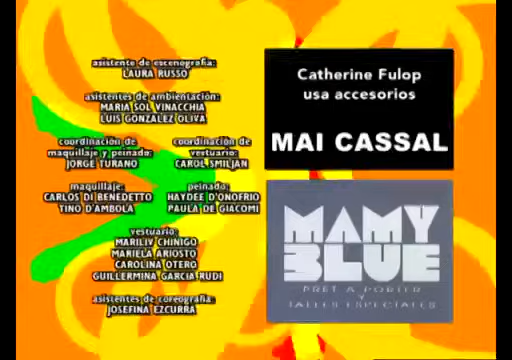 asistente de escenografía:
LAURA RUSSO
asistentes de ambientación:
MARIA SOL VINACCHIA
LUIS GONZALEZ OLIVA
coordinación de
maquillaje y peinado:
JORGE TURANO
coordinación de
vestuario:
CAROL SMILJAN
maquillaje:
CARLOS DI BENEDETTO
TINO D'AMBOLA
peinado:
HAYDEE D'ONOFRIO
PAULA DE GIACOMI
vestuario:
MARILIV CHINIGO
MARIELA ARIOSTO
CAROLINA OTERO
GUILLERMINA GARCIA RUDI
asistentes de coreografía:
JOSEFINA EZCURRA
Catherine Fulop
usa accesorios
MAI CASSAL
MAMY
BLUE
PRET A PORTER
Y
TALLES ESPECIALES